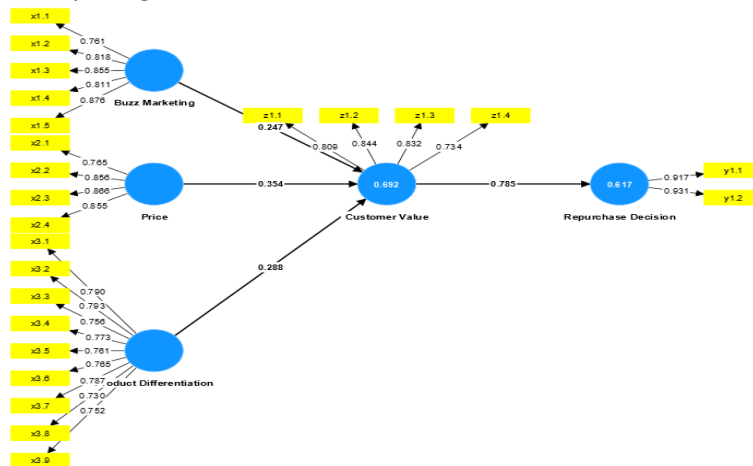 x1.1
x1.2
x1.3
x1.4
x1.5
0.761
0.818
0.855
0.811
0.876
Buzz Marketing
x2.1
x2.2
x2.3
x2.4
0.765
0.856
0.866
0.855
Price
x3.1
x3.2
x3.3
x3.4
x3.5
x3.6
x3.7
x3.8
x3.9
0.790
0.793
0.756
0.773
0.761
0.765
0.787
0.730
0.752
oduct Differentiation
0.247
0.354
0.288
z1.1
z1.2
z1.3
z1.4
0.809
0.844
0.832
0.734
0.692
Customer Value
0.785
0.617
Repurchase Decision
0.917
0.931
y1.1
y1.2